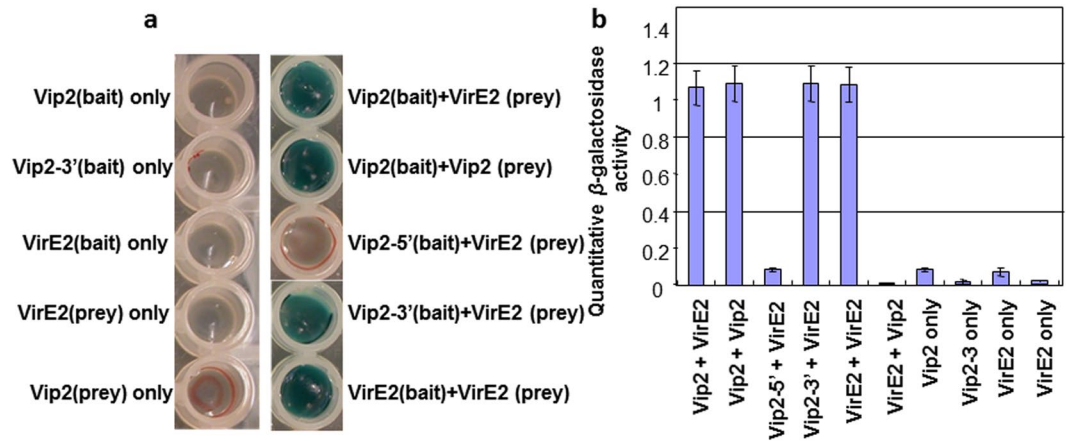 a
Vip2(bait) only
Vip2-3'(bait) only
VirE2(bait) only
VirE2(prey) only
Vip2(prey) only
Vip2(bait)+VirE2 (prey)
Vip2(bait)+Vip2 (prey)
Vip2-5'(bait)+VirE2 (prey)
Vip2-3'(bait)+VirE2 (prey)
VirE2(bait)+VirE2 (prey)
b
Quantitative β-galactosidase
activity
1.4
1.2
1
0.8
0.6
0.4
0.2
0
Vip2 + VirE2
Vip2 + Vip2
Vip2-5' + VirE2
Vip2-3' + VirE2
VirE2 + VirE2
VirE2 + Vip2
Vip2 only
Vip2-3 only
VirE2 only
VirE2 only